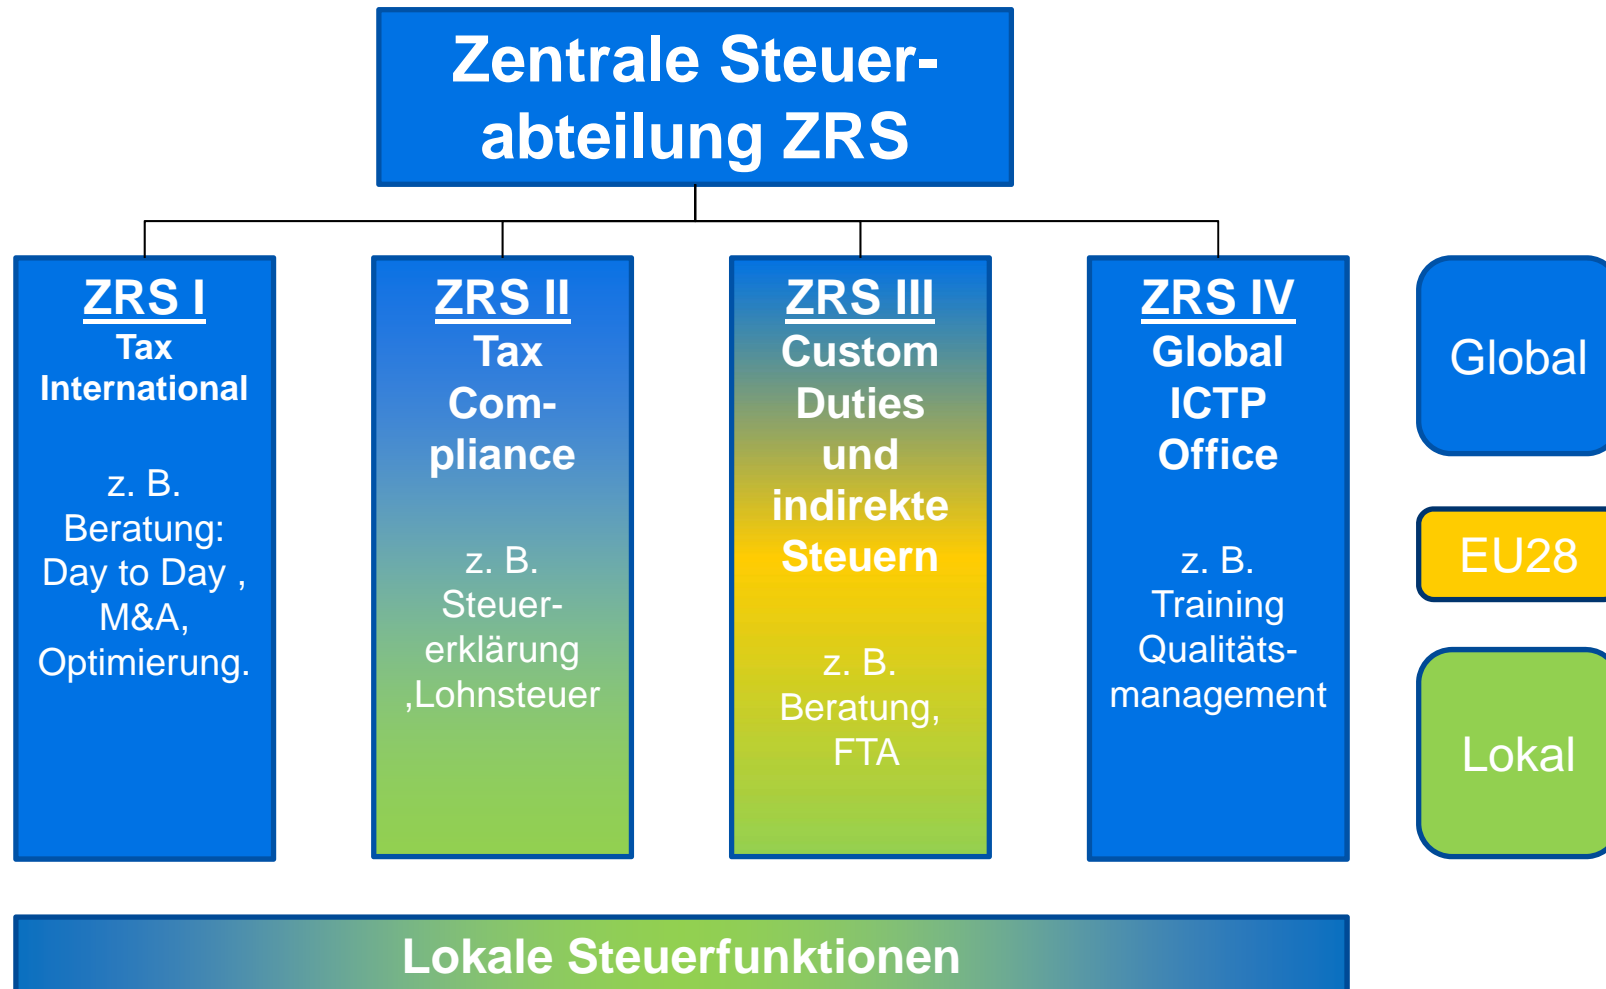 Zentrale Steuer-
abteilung ZRS
ZRS I
Tax
International
z. B.
Beratung:
Day to Day ,
M&A,
Optimierung.
ZRS II
Tax
Com-
pliance
z. B.
Steuer-
erklärung
,Lohnsteuer
ZRS III
Custom
Duties
und
indirekte
Steuern
z. B.
Beratung,
FTA
ZRS IV
Global
ICTP
Office
z. B.
Training
Qualitäts-
management
Global
EU28
Lokal
Lokale Steuerfunktionen